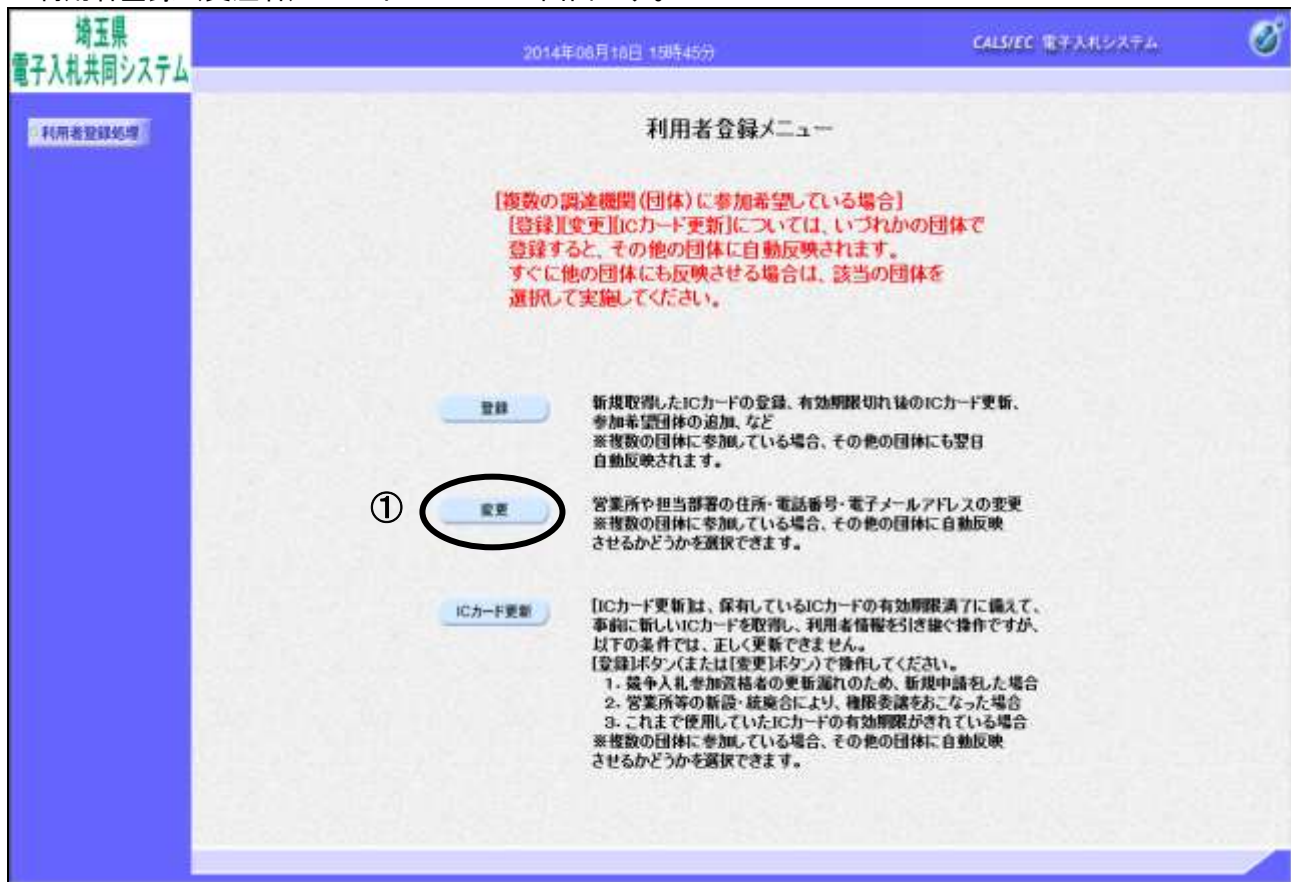 埼玉県
電子入札共同システム
2014年06月18日 15時45分
CALS/EC 電子入札システム
利用者登録処理
利用者登録メニュー
[複数の調達機関(団体)に参加希望している場合]
[登録][変更][ICカード更新]については、いづれかの団体で
登録すると、その他の団体に自動反映されます。
すぐに他の団体にも反映させる場合は、該当の団体を
選択して実施してください。
登録
新規取得したICカードの登録、有効期限切れ後のICカード更新、
参加希望団体の追加、など
※複数の団体に参加している場合、その他の団体にも翌日
自動反映されます。
①
変更
営業所や担当部署の住所・電話番号・電子メールアドレスの変更
※複数の団体に参加している場合、その他の団体に自動反映
させるかどうかを選択できます。
ICカード更新
[ICカード更新]は、保有しているICカードの有効期限満了に備えて、
事前に新しいICカードを取得し、利用者情報を引き継ぐ操作ですが、
以下の条件では、正しく更新できません。
[登録]ボタン(または[変更]ボタン)で操作してください。
1. 競争入札参加資格者の更新漏れのため、新規申請をした場合
2. 営業所等の新設・統廃合により、権限委譲をおこなった場合
3. これまで使用していたICカードの有効期限がきれている場合
※複数の団体に参加している場合、その他の団体に自動反映
させるかどうかを選択できます。